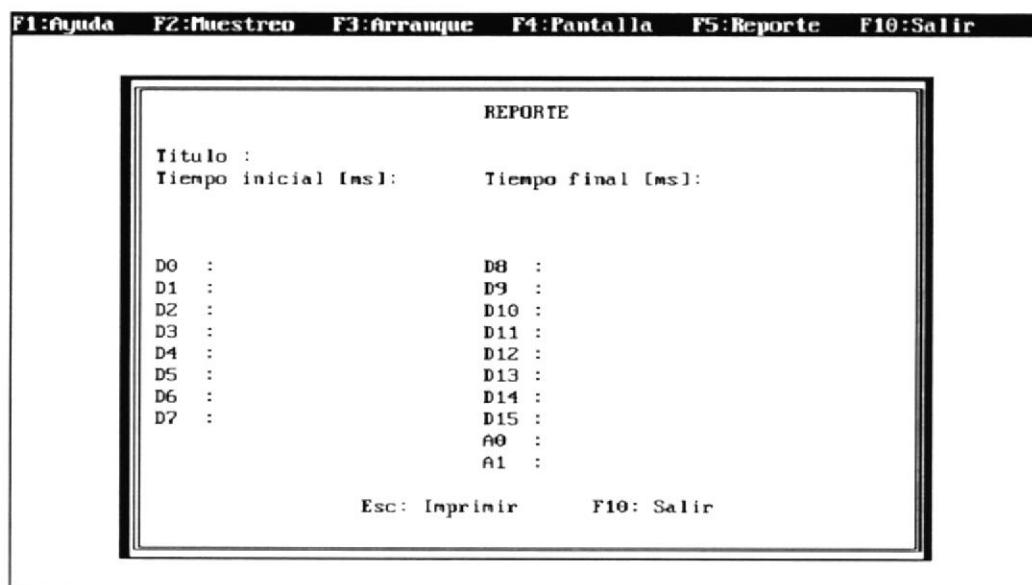 F1:Ayuda F2:Muestreo F3:Arranque F4:Pantalla F5:Reporte F10:Salir
REPORTE
Titulo :
Tiempo inicial [ms]: Tiempo final [ms]:
D0 : D8 :
D1 : D9 :
D2 : D10 :
D3 : D11 :
D4 : D12 :
D5 : D13 :
D6 : D14 :
D7 : D15 :
A0 :
A1 :
Esc: Imprimir F10: Salir